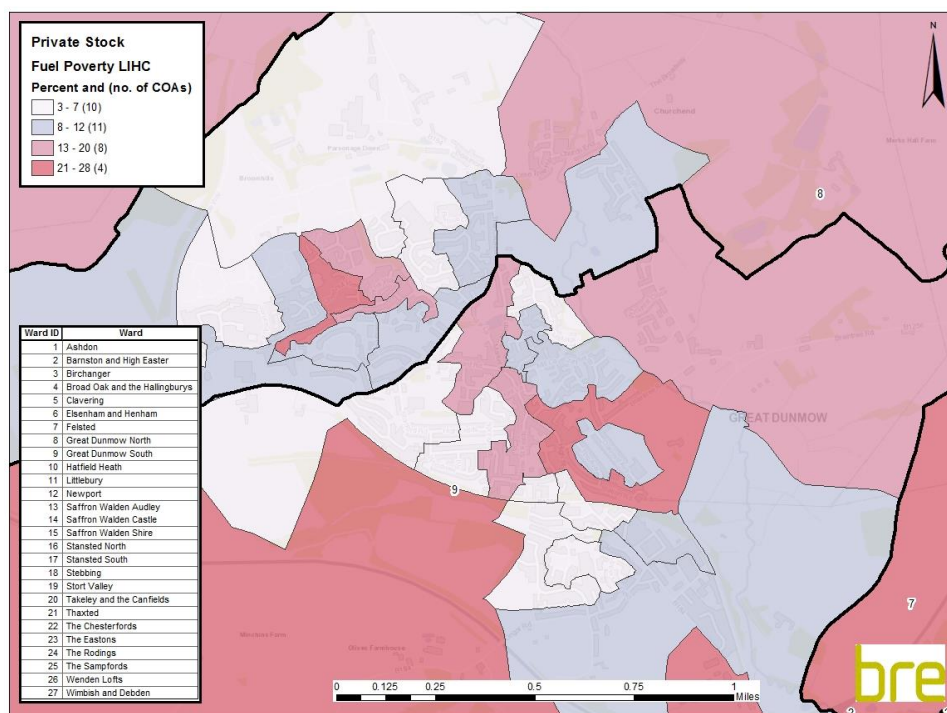 Private Stock
Fuel Poverty LIHC
Percent and (no. of COAs)
3 - 7 (10)
8 - 12 (11)
13 - 20 (8)
21 - 28 (4)
N
Churchend
Parsonage Downs
8
Ward ID Ward
1 Ashdon
2 Barnston and High Easter
3 Birchanger
4 Broad Oak and the Hallingburys
5 Clavering
6 Elsenham and Henham
7 Felsted
8 Great Dunmow North
9 Great Dunmow South
10 Hatfield Heath
11 Littlebury
12 Newport
13 Saffron Walden Audley
14 Saffron Walden Castle
15 Saffron Walden Shire
16 Stansted North
17 Stansted South
18 Stebbing
19 Stort Valley
20 Takeley and the Canfields
21 Thaxted
22 The Chesterfords
23 The Eastons
24 The Rodings
25 The Sampfords
26 Wenden Lofts
27 Wimbish and Debden
GREAT DUNMOW
9
7
0 0.125 0.25 0.5 0.75 1
Miles
bre